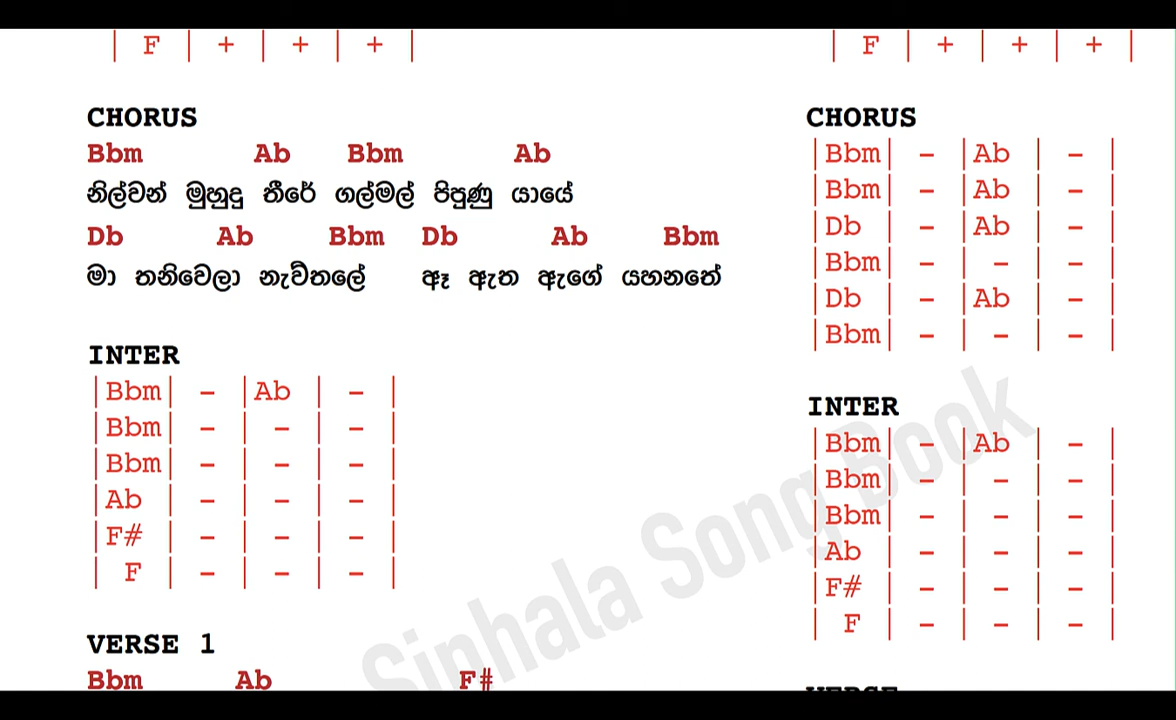 | F | + | + | + |
CHORUS
Bbm Ab Bbm Ab
නිල්වන් මුහුදු තීරේ ගල්මල් පිපුණු යායේ
Db Ab Bbm Db Ab Bbm
මා තනිවෙලා නැව්තලේ ඈ ඈත ඇගේ යහනතේ
INTER
|Bbm| - |Ab | - |
|Bbm| - | - | - |
|Bbm| - | - | - |
|Ab | - | - | - |
|F# | - | - | - |
| F | - | - | - |
VERSE 1
Bbm Ab F#
| F | + | + | + |
CHORUS
|Bbm| - |Ab | - |
|Bbm| - |Ab | - |
|Db | - |Ab | - |
|Bbm| - | - | - |
|Db | - |Ab | - |
|Bbm| - | - | - |
INTER
|Bbm| - |Ab | - |
|Bbm| - | - | - |
|Bbm| - | - | - |
|Ab | - | - | - |
|F# | - | - | - |
| F | - | - | - |
VERSE
Sinhala Song Book